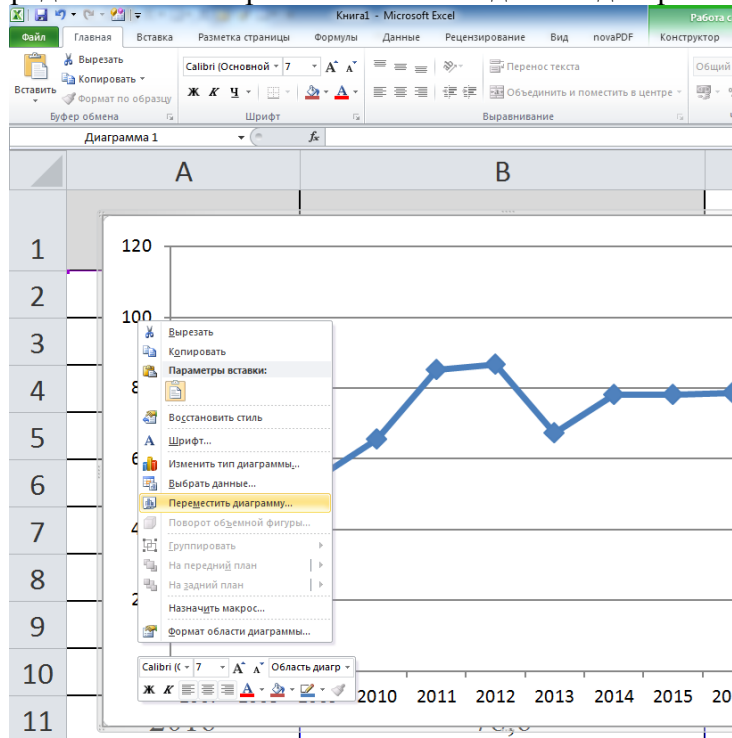 Книга1 - Microsoft Excel
Работа с
Файл Главная Вставка Разметка страницы Формулы Данные Рецензирование Вид novaPDF Конструктор
Вставить
Вырезать
Копировать
Формат по образцу
Calibri (Основной 7 А А
Ж К Ч А
Перенос текста
Объединить и поместить в центре
Общий
Буфер обмена Шрифт Выравнивание
Диаграмма 1 fx
A B
1
2
3
4
5
6
7
8
9
10
11
120
100
Вырезать
Копировать
Параметры вставки:
Восстановить стиль
Шрифт...
Изменить тип диаграммы...
Выбрать данные...
Переместить диаграмму...
Поворот объемной фигуры...
Группировать
На передний план
На задний план
Назначить макрос...
Формат области диаграммы...
Calibri (С 7 А А Область диагр
Ж К А
2010 2011 2012 2013 2014 2015 20